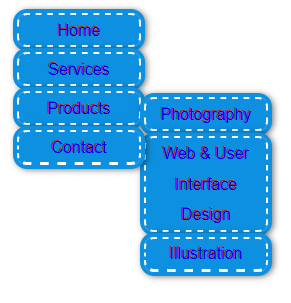 Home
Services
Products
Contact
Photography
Web & User
Interface
Design
Illustration